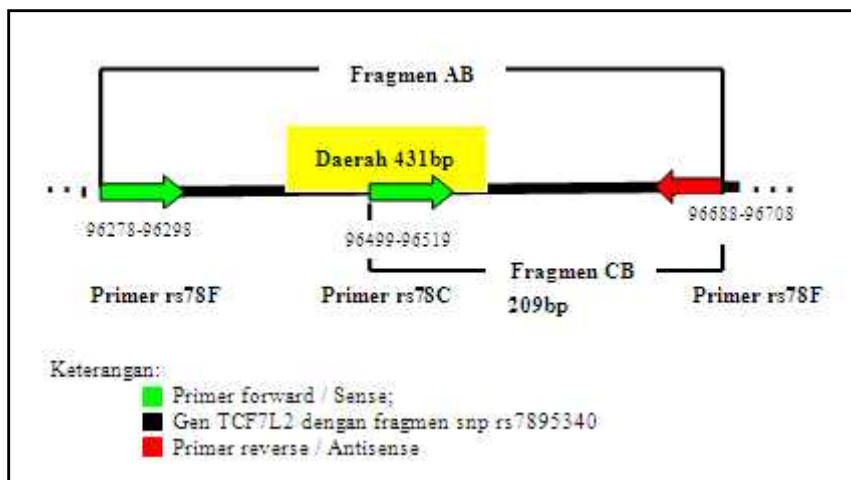 Fragmen AB
Daerah 431bp
96278-96298
96499-96519
96688-96708
Fragmen CB
209bp
Primer rs78F
Primer rs78C
Primer rs78F
Keterangan:
Primer forward / Sense;
Gen TCF7L2 dengan fragmen snp rs7895340
Primer reverse / Antisense